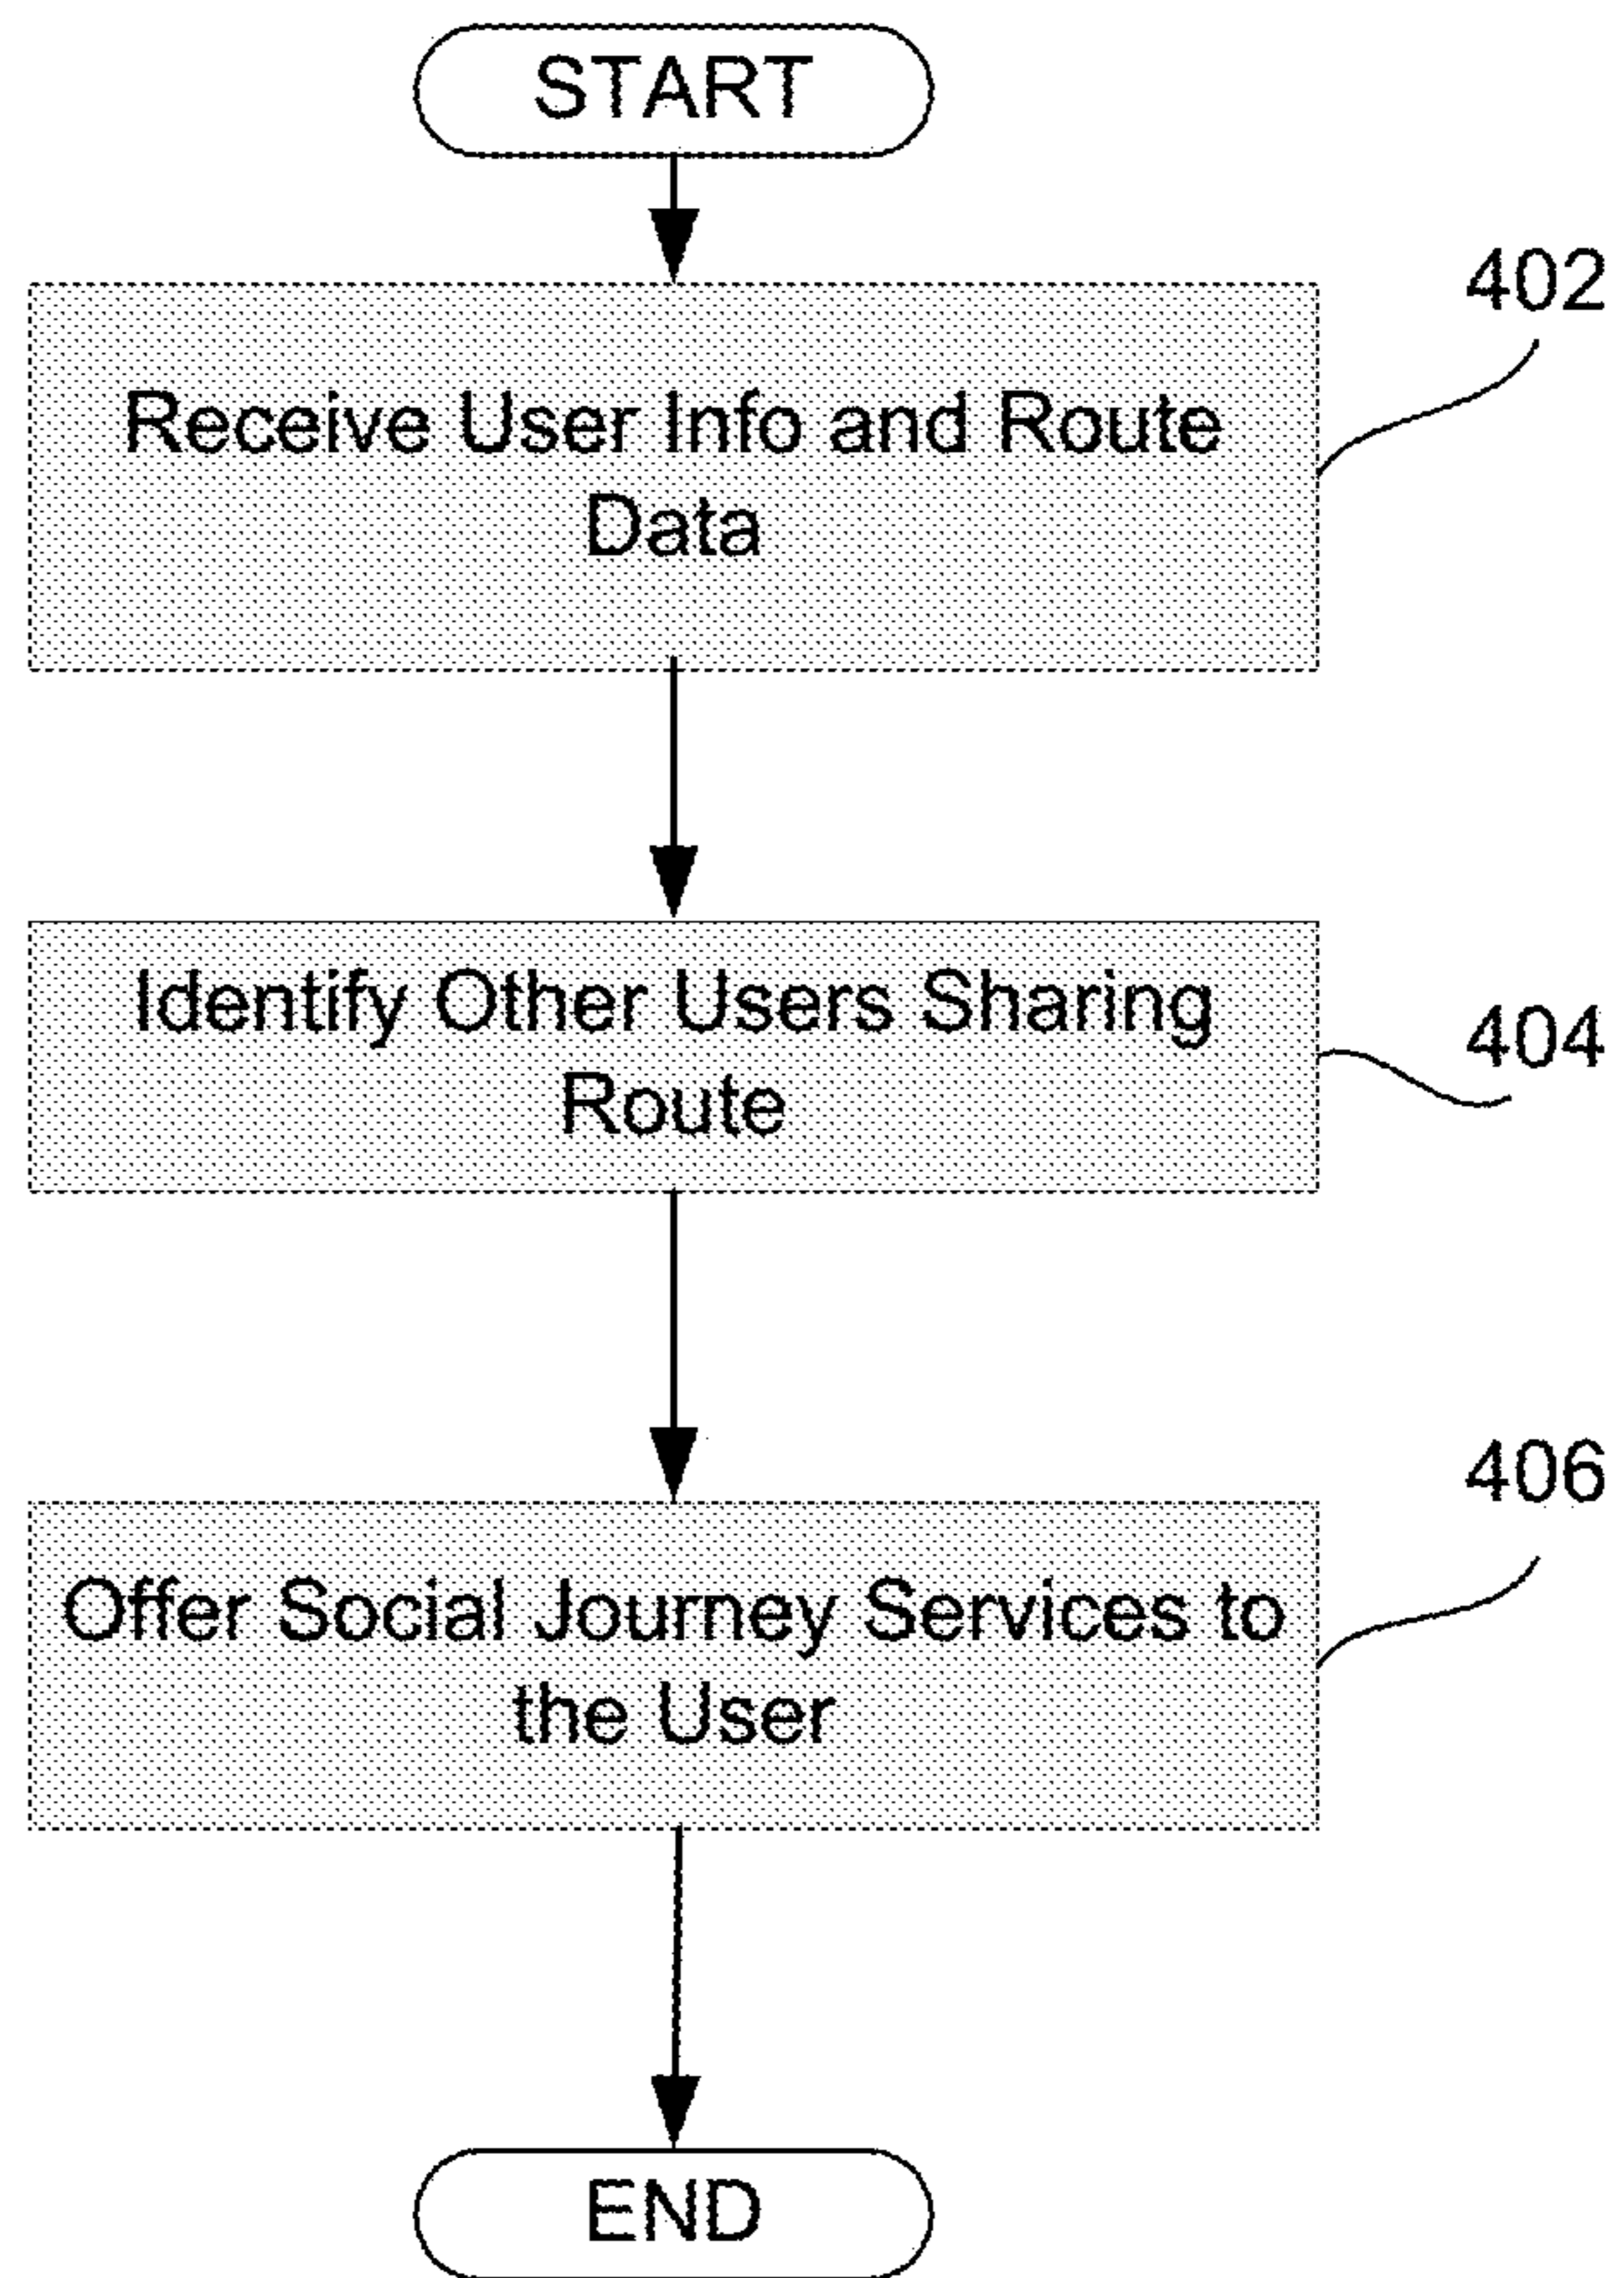 START
402
Receive User Info and Route
Data
Identify Other Users Sharing
404
Route
406
Offer Social Journey Services to
the User
END